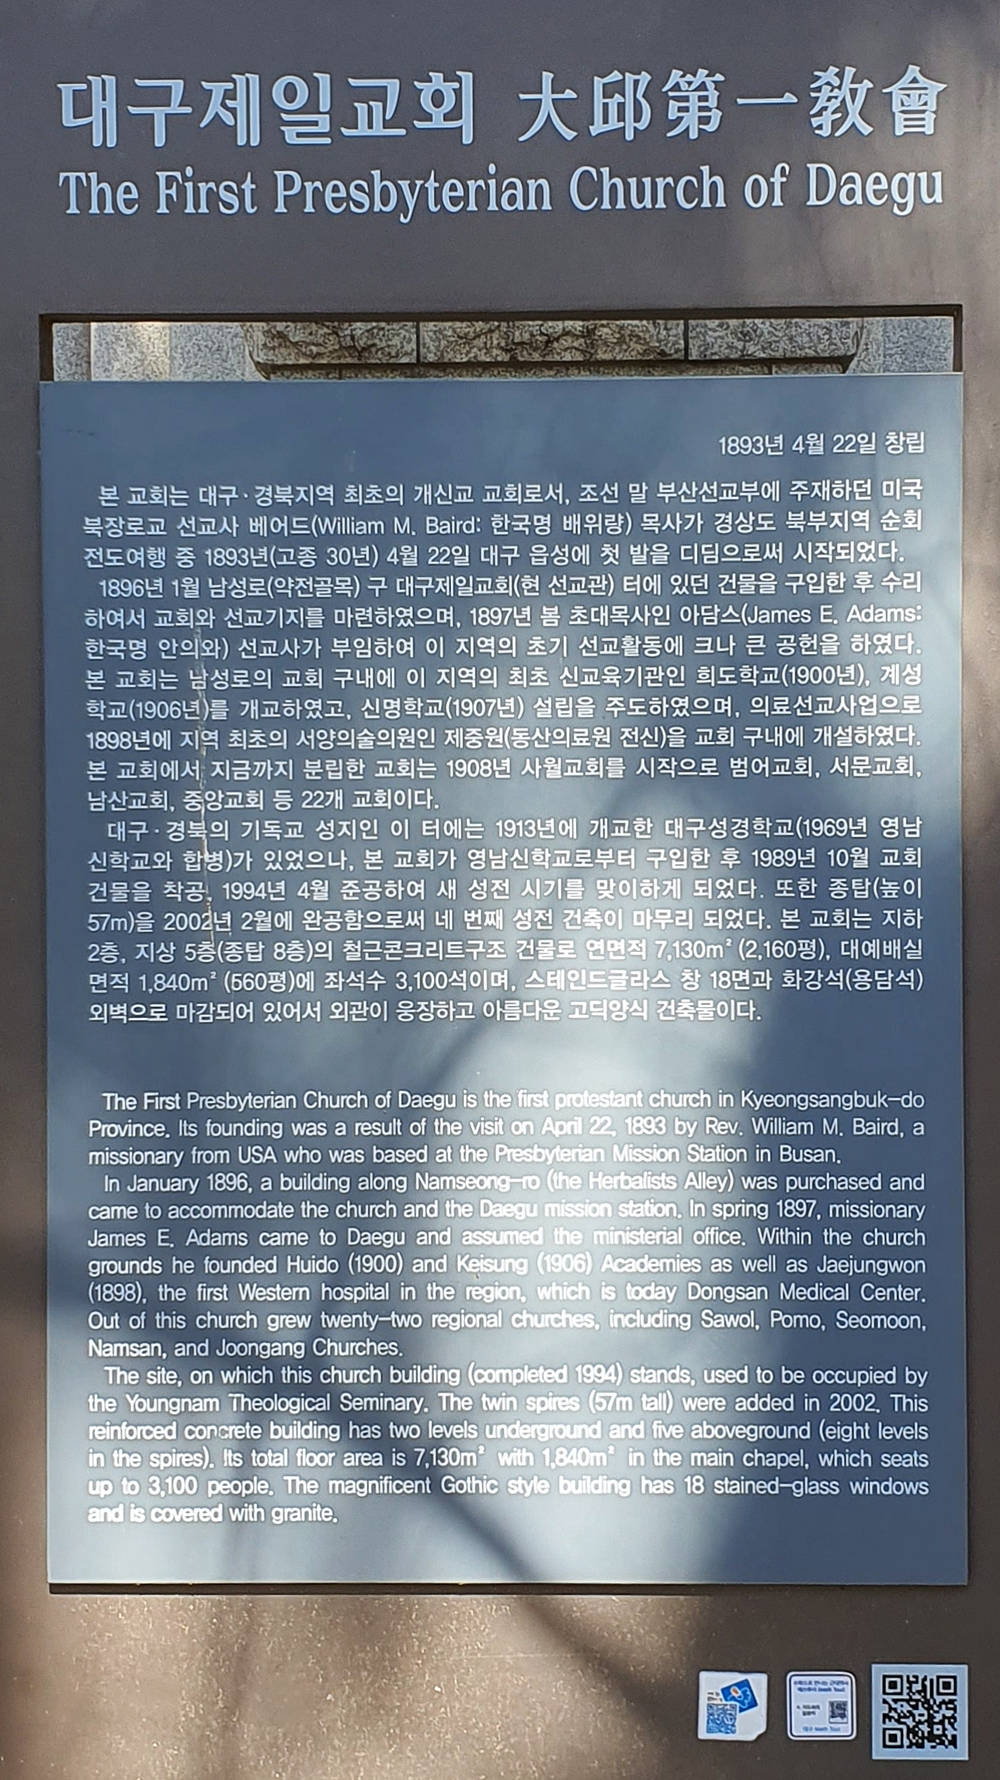 대구제일교회 大邱第一敎會
The First Presbyterian Church of Daegu
1893년 4월 22일 창립
본 교회는 대구·경북지역 최초의 개신교 교회로서, 조선 말 부산선교부에 주재하던 미국
북장로교 선교사 베어드(William M. Baird: 한국명 배위량) 목사가 경상도 북부지역 순회
전도여행 중 1893년(고종 30년) 4월 22일 대구 읍성에 첫 발을 디딤으로써 시작되었다.
1896년 1월 남성로(약전골목) 구 대구제일교회(현 선교관) 터에 있던 건물을 구입한 후 수리
하여서 교회와 선교기지를 마련하였으며, 1897년 봄 초대목사인 아담스(James E. Adams:
한국명 안의와) 선교사가 부임하여 이 지역의 초기 선교활동에 크나 큰 공헌을 하였다.
본 교회는 남성로의 교회 구내에 이 지역의 최초 신교육기관인 희도학교(1900년), 계성
학교(1906년)를 개교하였고, 신명학교(1907년) 설립을 주도하였으며, 의료선교사업으로
1898년에 지역 최초의 서양의술의원인 제중원(동산의료원 전신)을 교회 구내에 개설하였다.
본 교회에서 지금까지 분립한 교회는 1908년 사월교회를 시작으로 범어교회, 서문교회,
남산교회, 중앙교회 등 22개 교회이다.
대구·경북의 기독교 성지인 이 터에는 1913년에 개교한 대구성경학교(1969년 영남
신학교와 합병)가 있었으나, 본 교회가 영남신학교로부터 구입한 후 1989년 10월 교회
건물을 착공, 1994년 4월 준공하여 새 성전 시기를 맞이하게 되었다. 또한 종탑(높이
57m)을 2002년 2월에 완공함으로써 네 번째 성전 건축이 마무리 되었다. 본 교회는 지하
2층, 지상 5층(종탑 8층)의 철근콘크리트구조 건물로 연면적 7,130m² (2,160평), 대예배실
면적 1,840m² (560평)에 좌석수 3,100석이며, 스테인드글라스 창 18면과 화강석(용담석)
외벽으로 마감되어 있어서 외관이 웅장하고 아름다운 고딕양식 건축물이다.
The First Presbyterian Church of Daegu is the first protestant church in Kyeongsangbuk-do
Province. Its founding was a result of the visit on April 22, 1893 by Rev. William M. Baird, a
missionary from USA who was based at the Presbyterian Mission Station in Busan.
In January 1896, a building along Namseong-ro (the Herbalists Alley) was purchased and
came to accommodate the church and the Daegu mission station. In spring 1897, missionary
James E. Adams came to Daegu and assumed the ministerial office. Within the church
grounds he founded Huido (1900) and Keisung (1906) Academies as well as Jaejungwon
(1898), the first Western hospital in the region, which is today Dongsan Medical Center.
Out of this church grew twenty-two regional churches, including Sawol, Pomo, Seomoon,
Namsan, and Joongang Churches.
The site, on which this church building (completed 1994) stands, used to be occupied by
the Youngnam Theological Seminary. The twin spires (57m tall) were added in 2002. This
reinforced concrete building has two levels underground and five aboveground (eight levels
in the spires). Its total floor area is 7,130m² with 1,840m² in the main chapel, which seats
up to 3,100 people. The magnificent Gothic style building has 18 stained-glass windows
and is covered with granite.